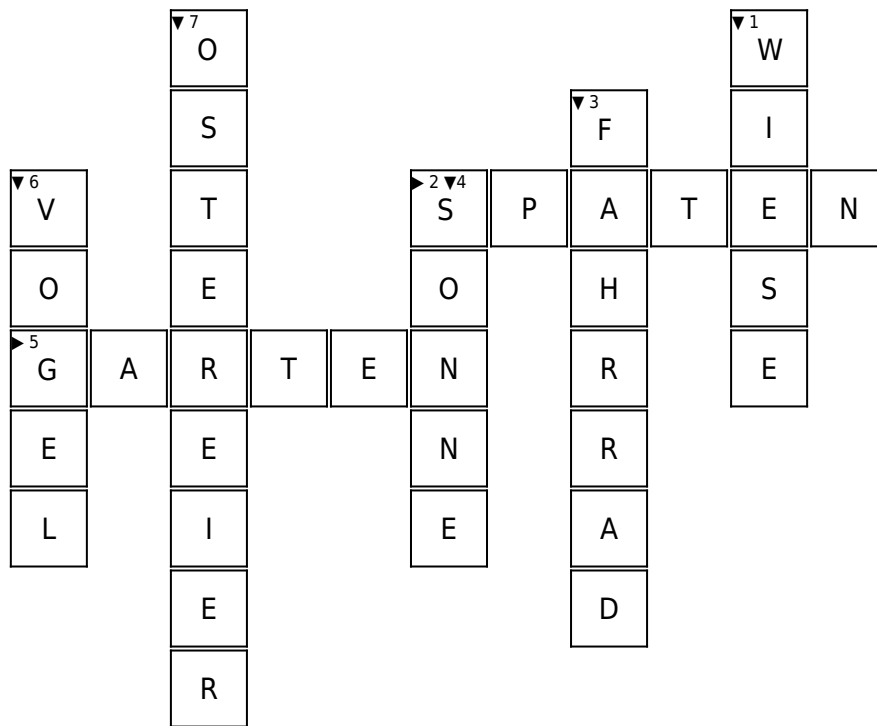 ▼ 7 O ▼ 1 W
S ▼ 3 F I
▼ 6 V T ▶ 2 ▼4 S P A T E N
O E O H S
▶ 5 G A R T E N R E
E E N R
L I E A
E D
R